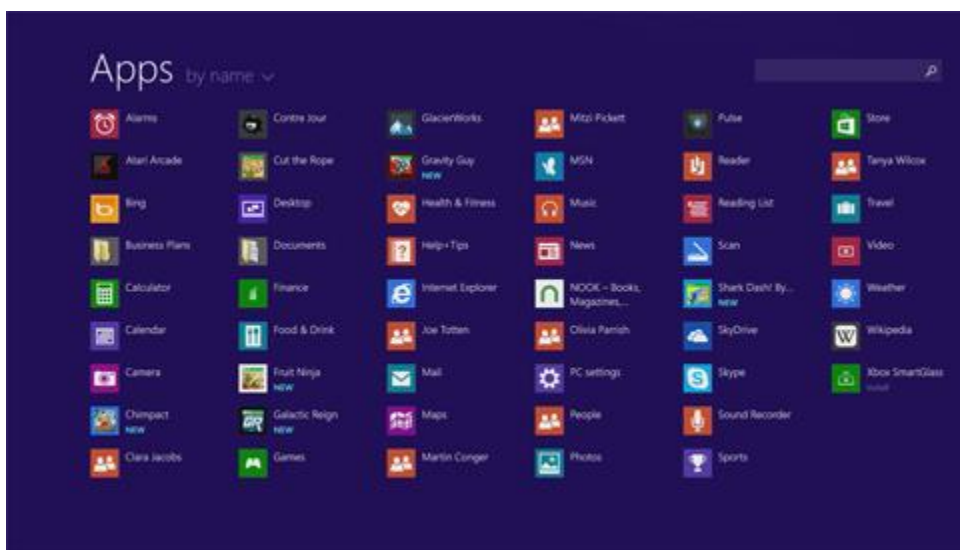 Apps by name
Alarms
Atari Arcade
Bing
Business Plans
Calculator
Calendar
Camera
Chimpact
NEW
Clara Jacobs
Contre Jour
Cut the Rope
Desktop
Documents
Finance
Food & Drink
Fruit Ninja
NEW
Galactic Reign
NEW
Games
GlacierWorks
Gravity Guy
NEW
Health & Fitness
Help+Tips
Internet Explorer
Joe Totten
Mail
Maps
Martin Conger
Mitzi Pickett
MSN
Music
News
NOOK – Books,
Magazines,...
Olivia Parrish
PC settings
People
Photos
Pulse
Reader
Reading List
Scan
Shark Dash! By...
NEW
SkyDrive
Skype
Sound Recorder
Sports
Store
Tanya Wilcox
Travel
Video
Weather
W
Wikipedia
Xbox SmartGlass